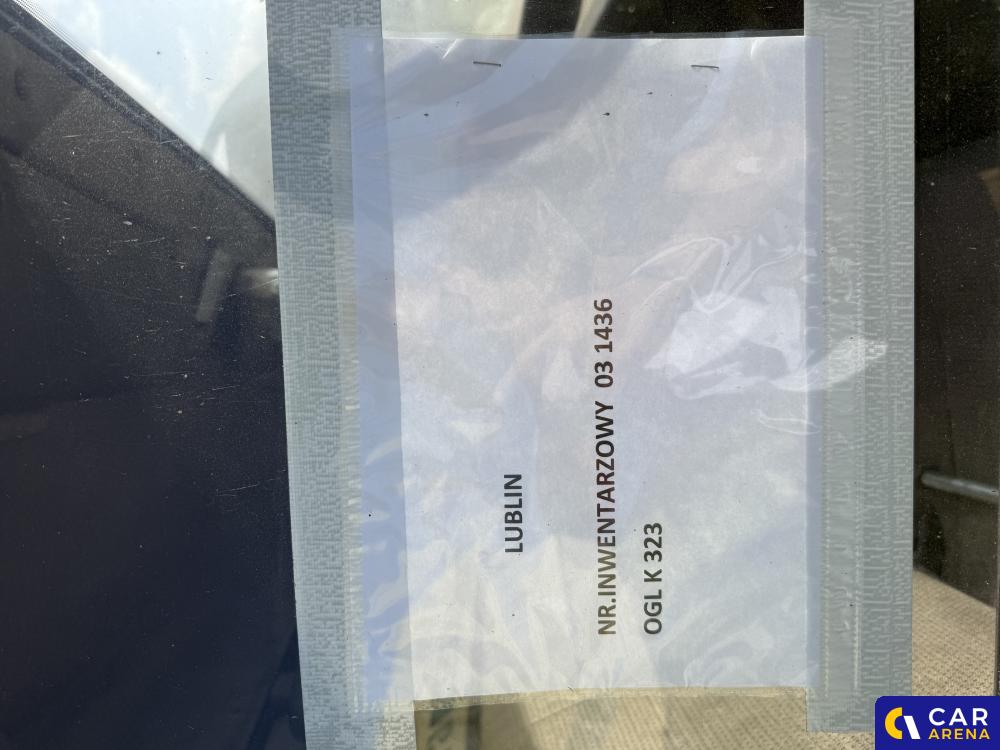 LUBLIN
NR.INWENTARZOWY 03 1436
OGL K 323
CAR
ARENA